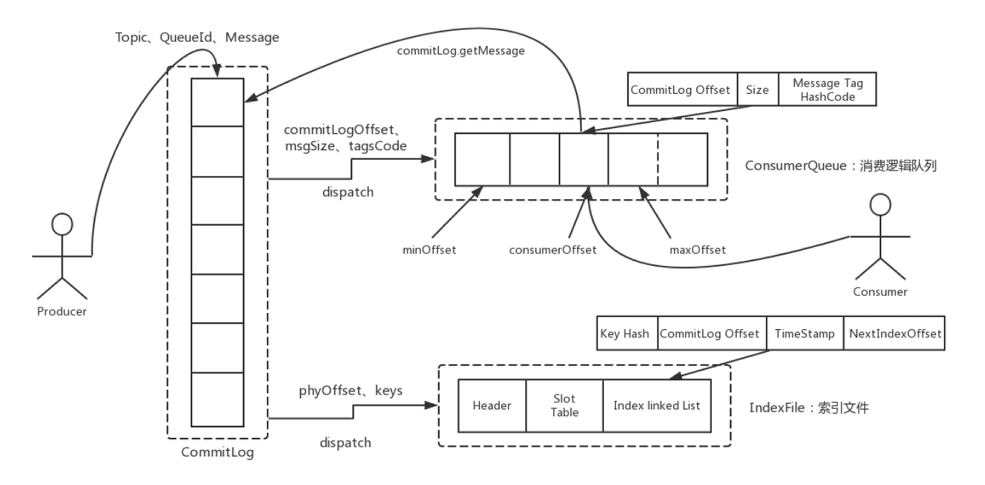 Topic、QueueId、Message
commitLog.getMessage
CommitLog Offset
Size
Message Tag
HashCode
commitLogOffset、
msgSize、tagsCode
dispatch
ConsumerQueue：消费逻辑队列
minOffset
consumerOffset
maxOffset
Producer
Consumer
Key Hash
CommitLog Offset
TimeStamp
NextIndexOffset
phyOffset、keys
dispatch
Header
Slot
Table
Index linked List
IndexFile：索引文件
CommitLog